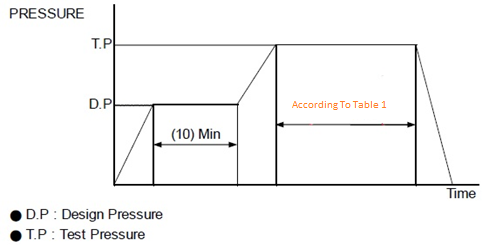 PRESSURE
T.P
According To Table 1
D.P
(10) Min
Time
● D.P : Design Pressure
● T.P : Test Pressure